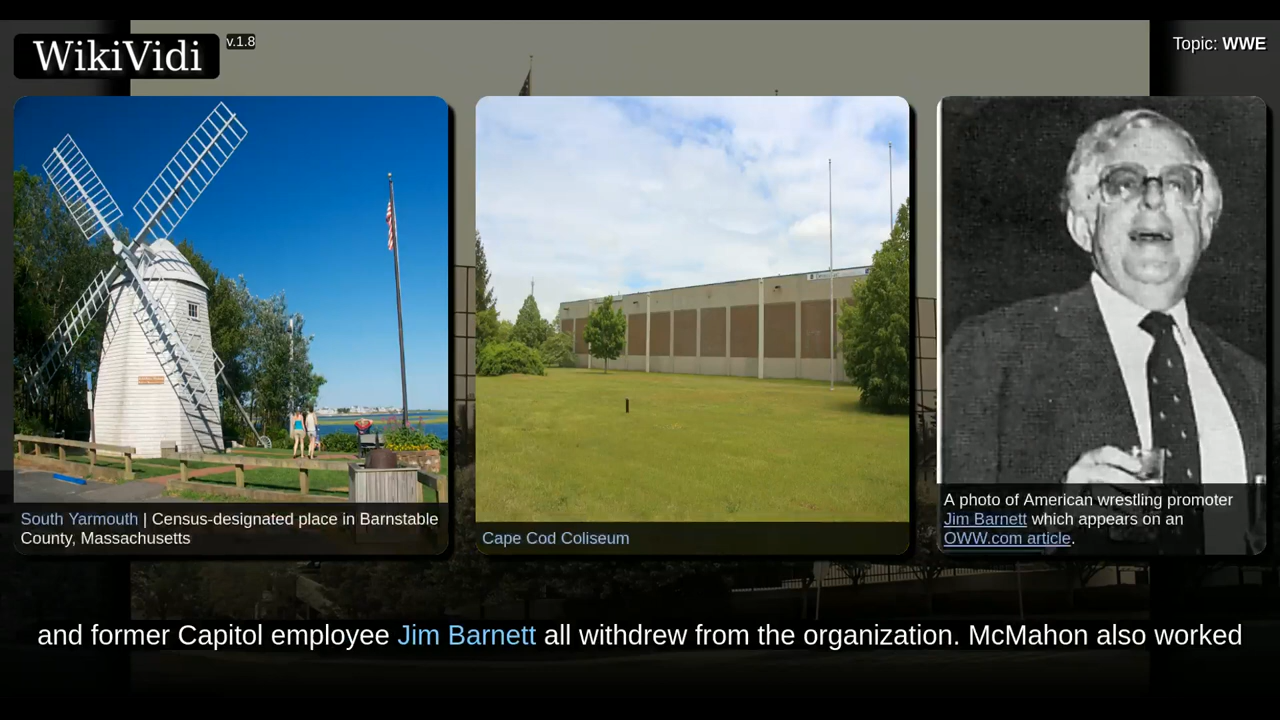 WikiVidi
v.1.8
Topic: WWE
South Yarmouth | Census-designated place in Barnstable
County, Massachusetts
Cape Cod Coliseum
A photo of American wrestling promoter
Jim Barnett which appears on an
OWW.com article.
and former Capitol employee Jim Barnett all withdrew from the organization. McMahon also worked